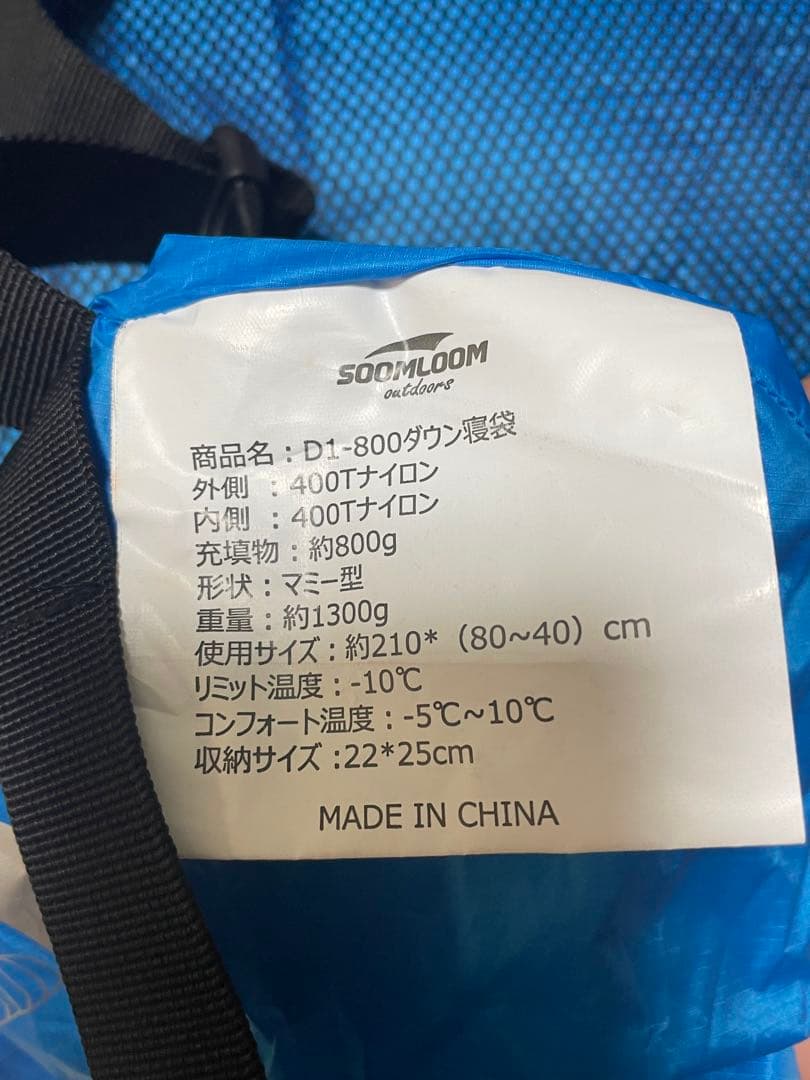 SOOMLOOM
outdoors
商品名：D1-800ダウン寝袋
外側 ：400Tナイロン
内側 ：400Tナイロン
充填物：約800g
形状：マミー型
重量：約1300g
使用サイズ：約210*（80~40）cm
リミット温度：-10℃
コンフォート温度：-5℃~10℃
収納サイズ :22*25cm
MADE IN CHINA